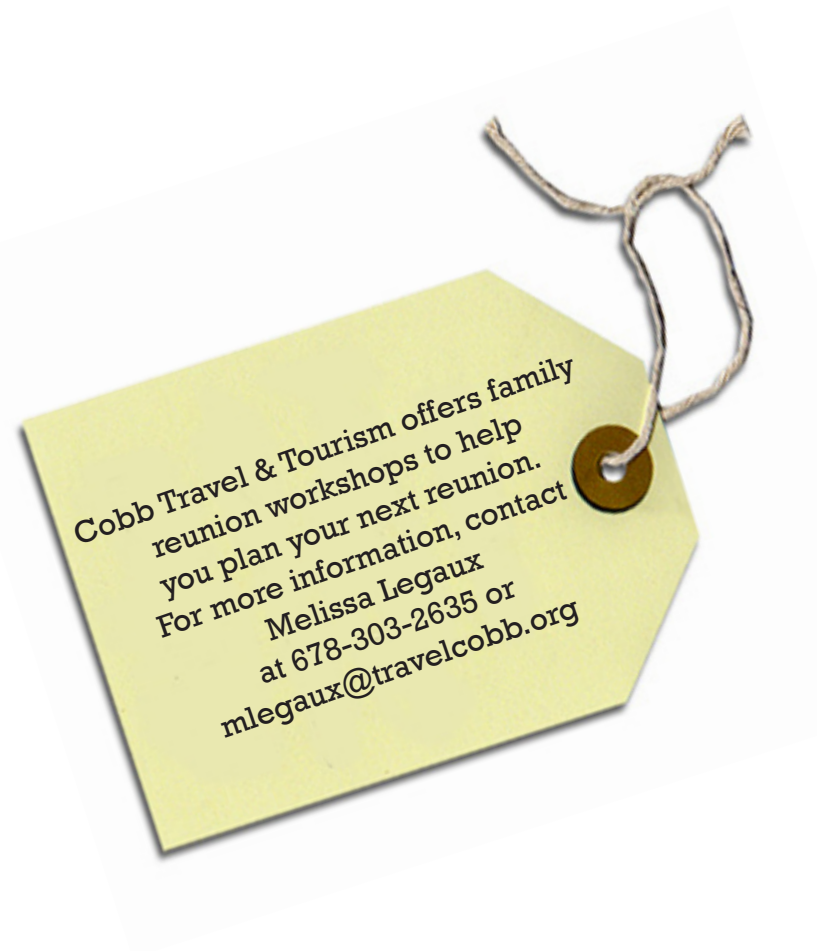 Cobb Travel & Tourism offers family
reunion workshops to help
you plan your next reunion.
For more information, contact
Melissa Legaux
at 678-303-2635 or
mlegaux@travelcobb.org